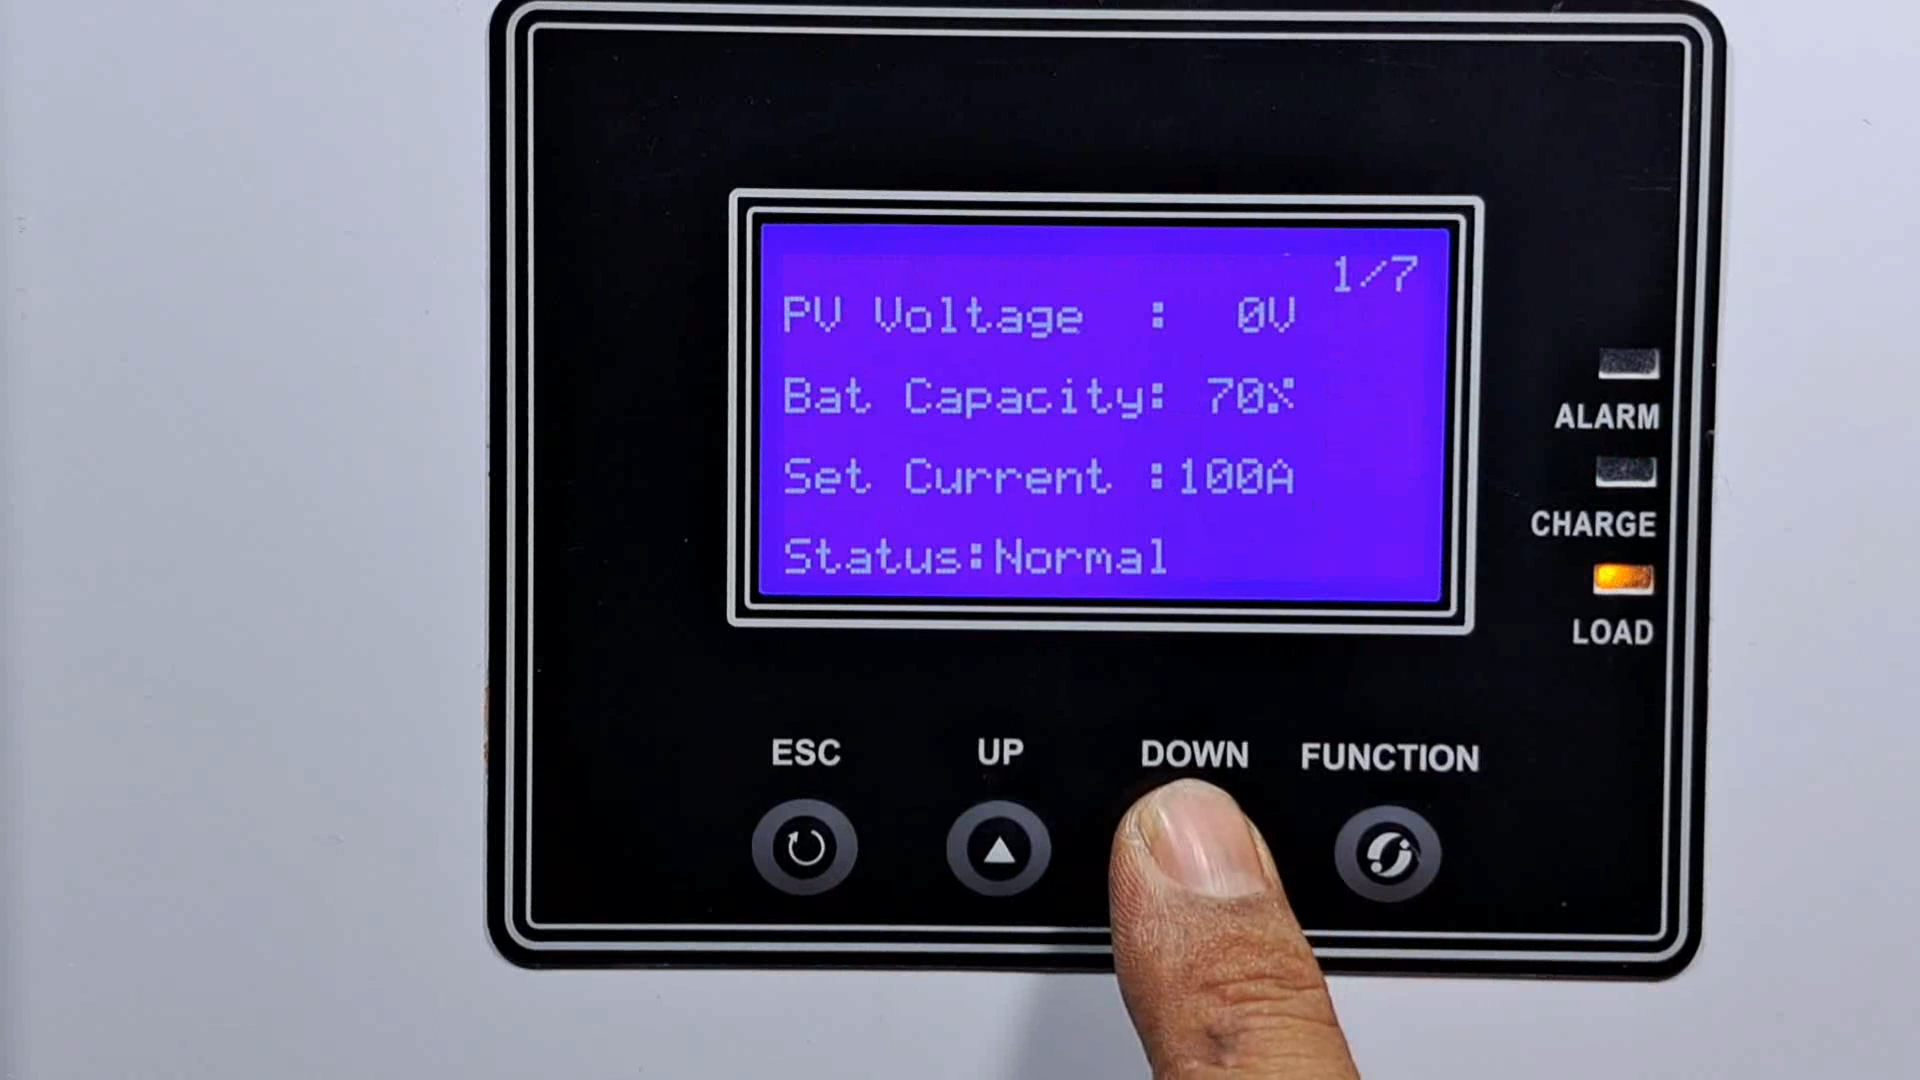 1/7
PV Voltage : 0V
Bat Capacity: 70%
Set Current :100A
Status:Normal
ALARM
CHARGE
LOAD
ESC UP DOWN FUNCTION